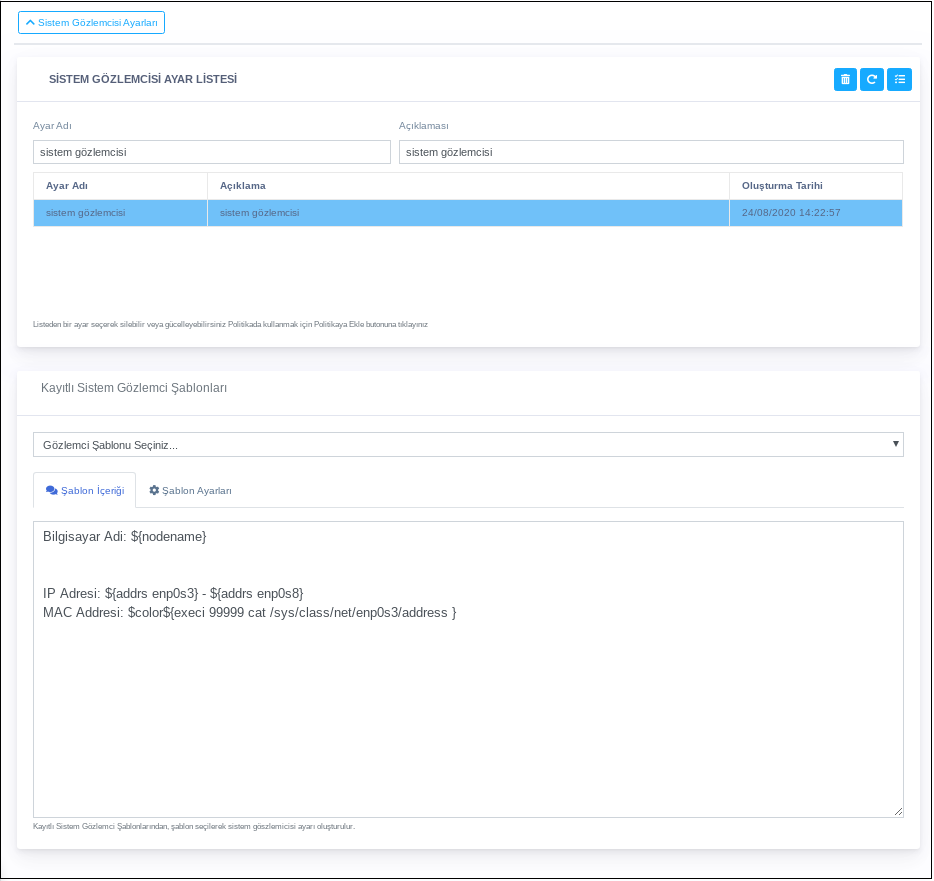 Sistem Gözlemcisi Ayarları
SİSTEM GÖZLEMCİSİ AYAR LİSTESİ
Ayar Adı Açıklaması
sistem gözlemcisi sistem gözlemcisi
Ayar Adı Açıklama Oluşturma Tarihi
sistem gözlemcisi sistem gözlemcisi 24/08/2020 14:22:57
Listeden bir ayar seçerek silebilir veya gücelleyebilirsiniz Politikada kullanmak için Politikaya Ekle butonuna tıklayınız
Kayıtlı Sistem Gözlemci Şablonları
Gözlemci Şablonu Seçiniz...
Şablon İçeriği Şablon Ayarları
Bilgisayar Adi: ${nodename}
IP Adresi: ${addrs enp0s3} - ${addrs enp0s8}
MAC Addresi: $color${execi 99999 cat /sys/class/net/enp0s3/address }
Kayıtlı Sistem Gözlemci Şablonlarından, şablon seçilerek sistem göszlemicisi ayarı oluşturulur.